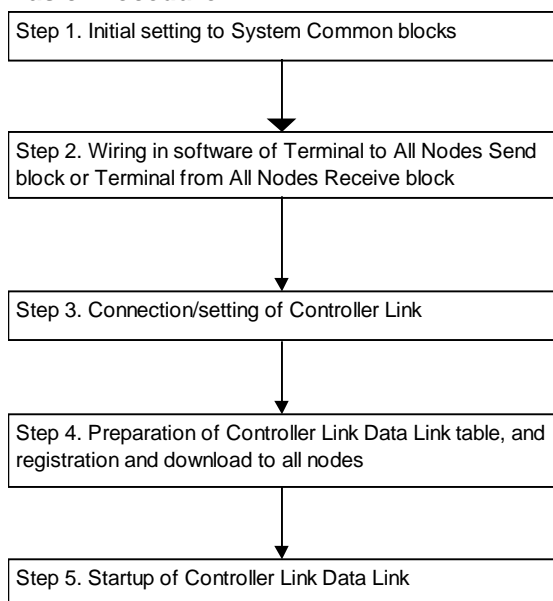 Step 1. Initial setting to System Common blocks
Step 2. Wiring in software of Terminal to All Nodes Send
block or Terminal from All Nodes Receive block
Step 3. Connection/setting of Controller Link
Step 4. Preparation of Controller Link Data Link table, and
registration and download to all nodes
Step 5. Startup of Controller Link Data Link